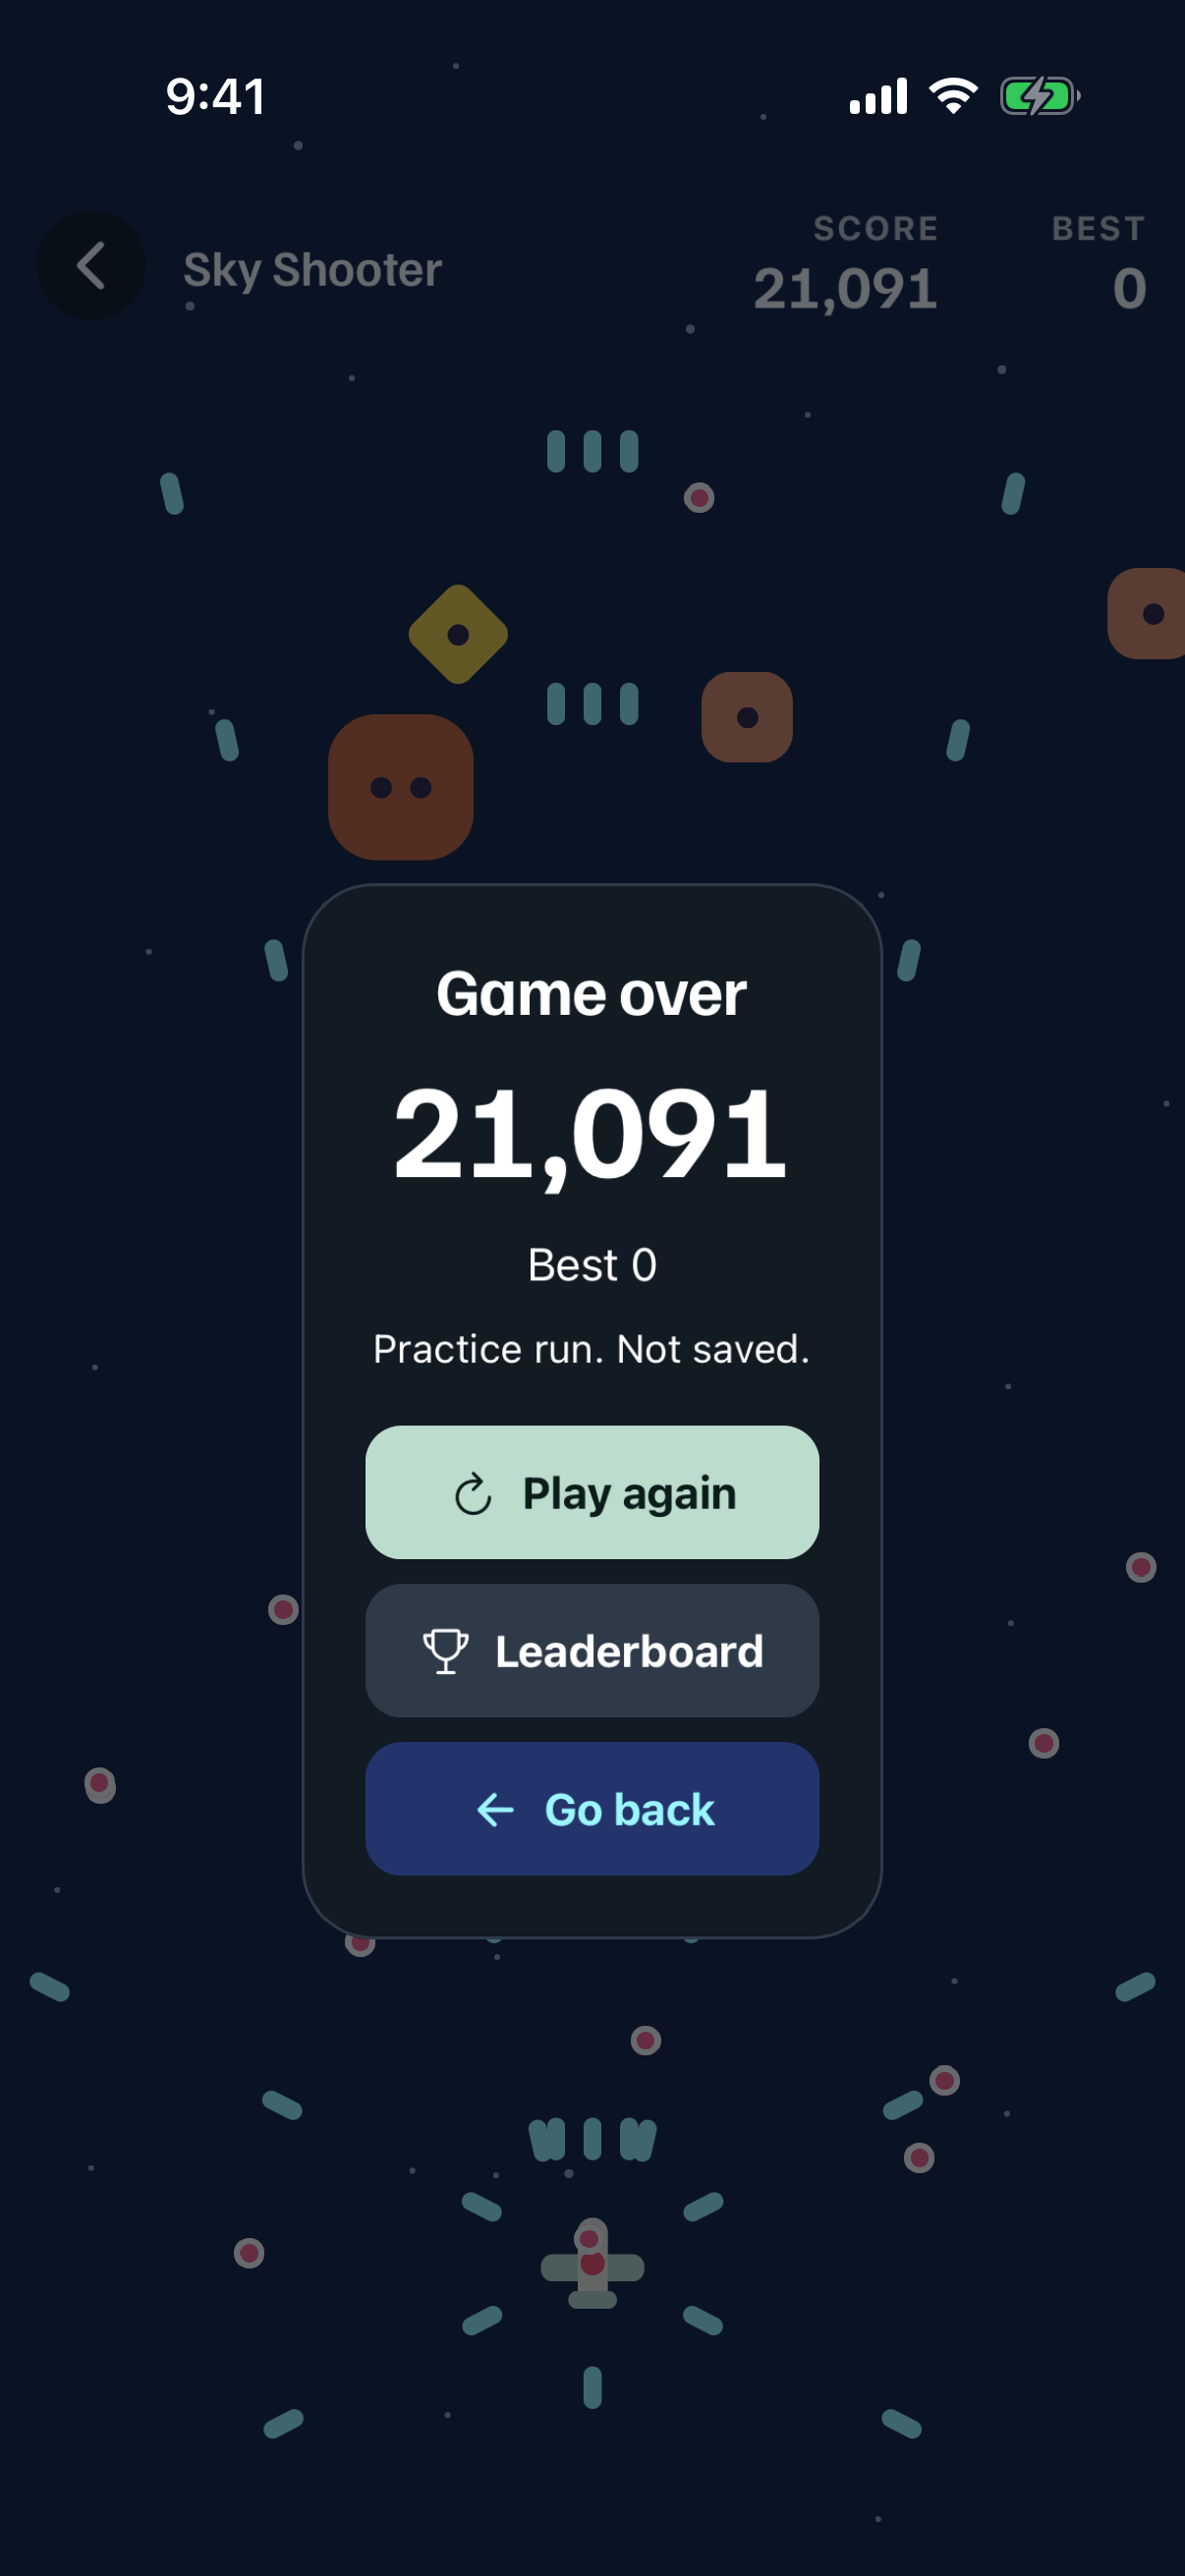 9:41
Sky Shooter
SCORE
21,091
BEST
0
Game over
21,091
Best 0
Practice run. Not saved.
Play again
Leaderboard
Go back